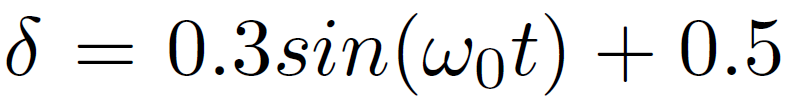 δ = 0.3sin(ω₀t) + 0.5